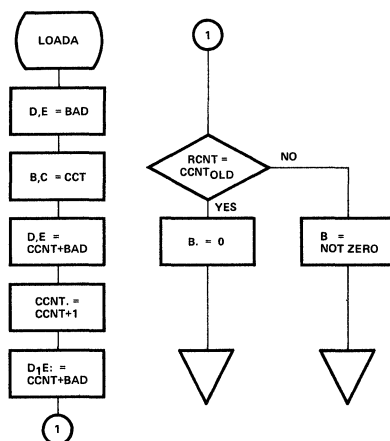 LOADA
D,E = BAD
B,C = CCT
D,E =
CCNT+BAD
CCNT. =
CCNT+1
D1E: =
CCNT+BAD
1
1
RCNT =
CCNTOLD
NO
YES
B. = 0
B =
NOT ZERO